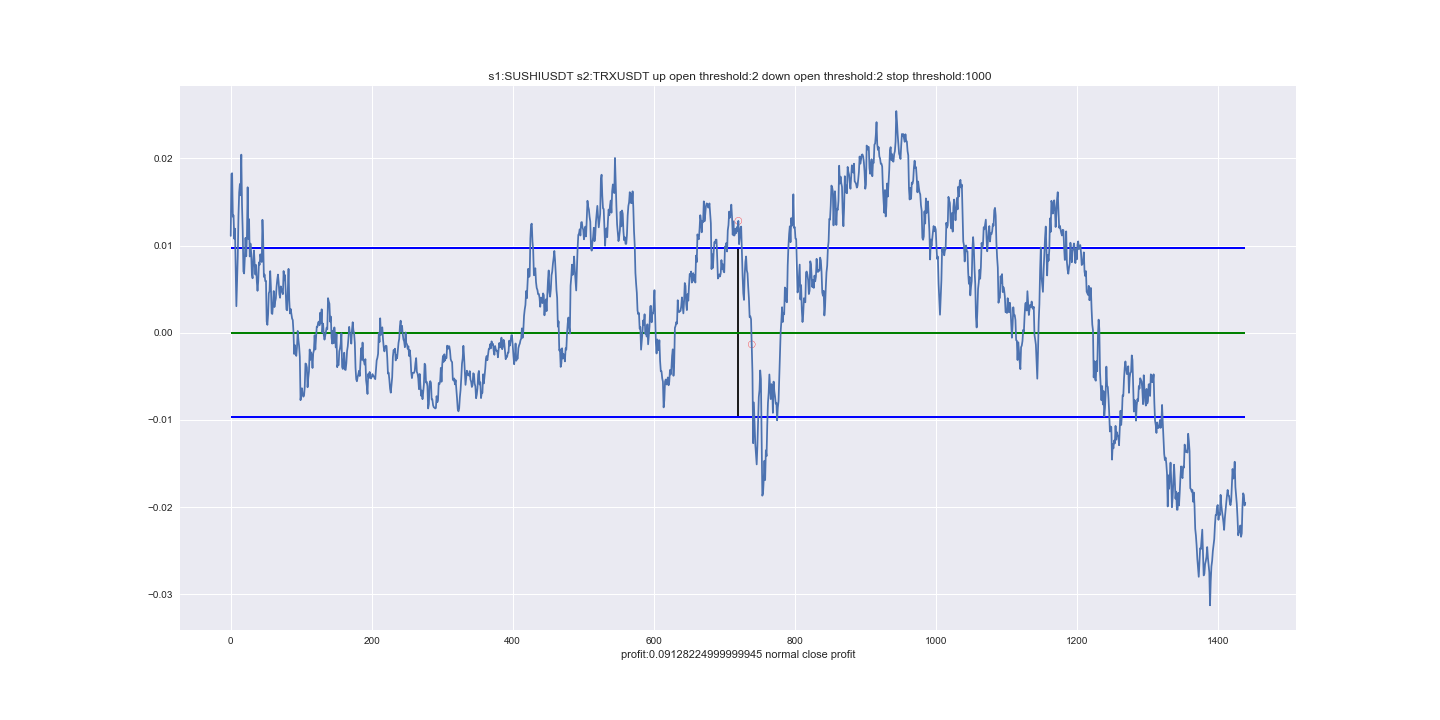 s1:SUSHIUSDT s2:TRXUSDT up open threshold:2 down open threshold:2 stop threshold:1000
0.02
0.01
0.00
−0.01
−0.02
−0.03
0 200 400 600 800 1000 1200 1400
profit:0.09128224999999945 normal close profit